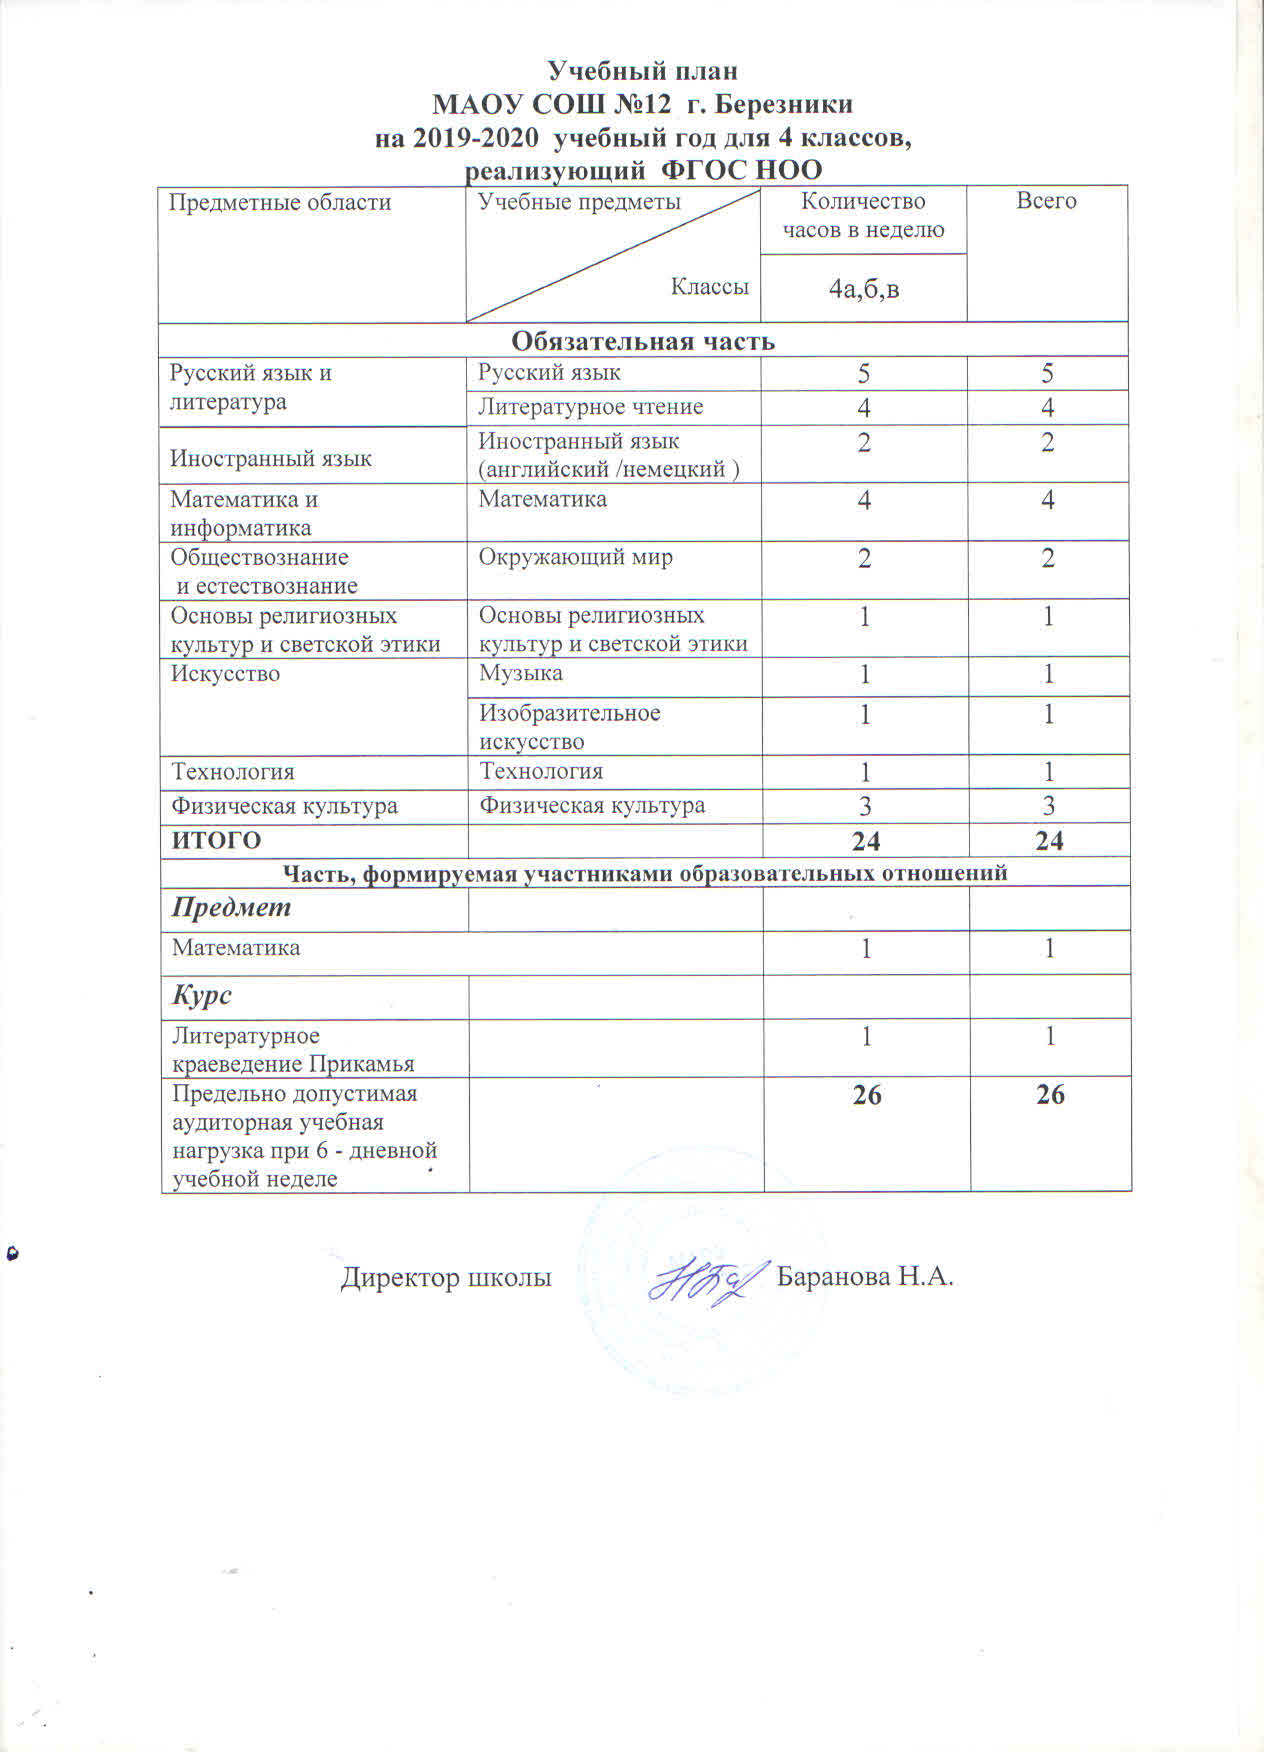 Учебный план
МАОУ СОШ №12 г. Березники
на 2019-2020 учебный год для 4 классов,
реализующий ФГОС НОО
Предметные области Учебные предметы Классы Количество часов в неделю Всего
4а,б,в
Обязательная часть
Русский язык и
литература
Русский язык 5 5
Литературное чтение 4 4
Иностранный язык
Иностранный язык
(английский /немецкий ) 2 2
Математика и
информатика
Математика 4 4
Обществознание
и естествознание
Окружающий мир 2 2
Основы религиозных
культур и светской этики
Основы религиозных
культур и светской этики 1 1
Искусство
Музыка 1 1
Изобразительное
искусство 1 1
Технология Технология 1 1
Физическая культура Физическая культура 3 3
ИТОГО 24 24
Часть, формируемая участниками образовательных отношений
Предмет
Математика 1 1
Курс
Литературное
краеведение Прикамья 1 1
Предельно допустимая
аудиторная учебная
нагрузка при 6 - дневной
учебной неделе 26 26
Директор школы Баранова Н.А.